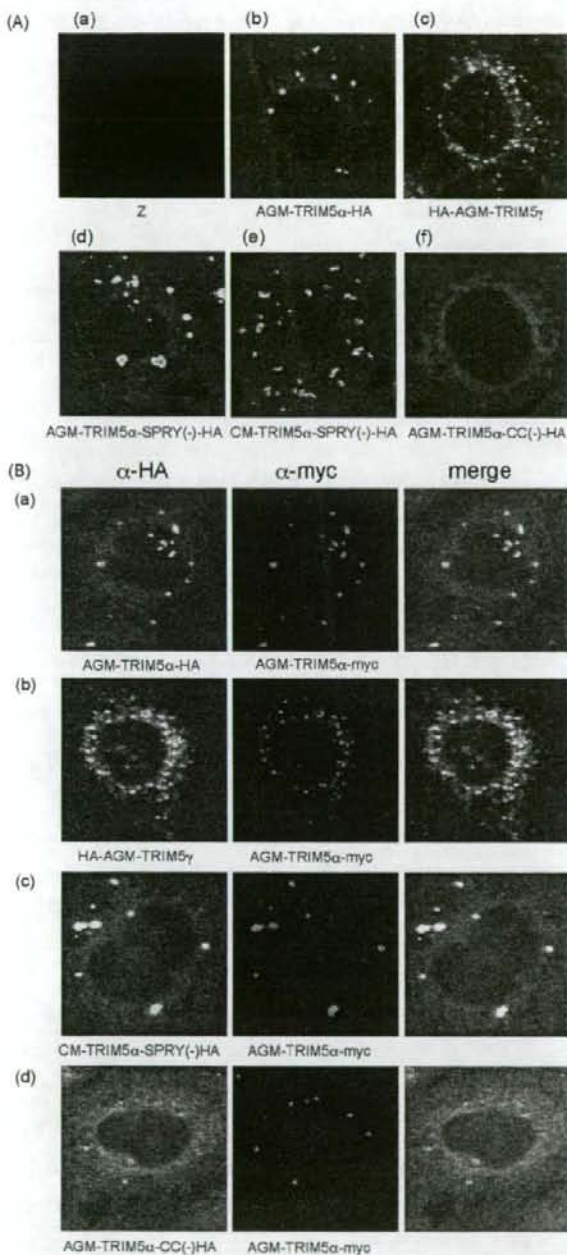 (A)
(a) (b) (c)
Z AGM-TRIM5α-HA HA-AGM-TRIM5γ
(d) (e) (f)
AGM-TRIM5α-SPRY(-)-HA CM-TRIM5α-SPRY(-)-HA AGM-TRIM5α-CC(-)-HA
(B) α-HA α-myc merge
(a)
AGM-TRIM5α-HA AGM-TRIM5α-myc
(b)
HA-AGM-TRIM5γ AGM-TRIM5α-myc
(c)
CM-TRIM5α-SPRY(-)HA AGM-TRIM5α-myc
(d)
AGM-TRIM5α-CC(-)HA AGM-TRIM5α-myc